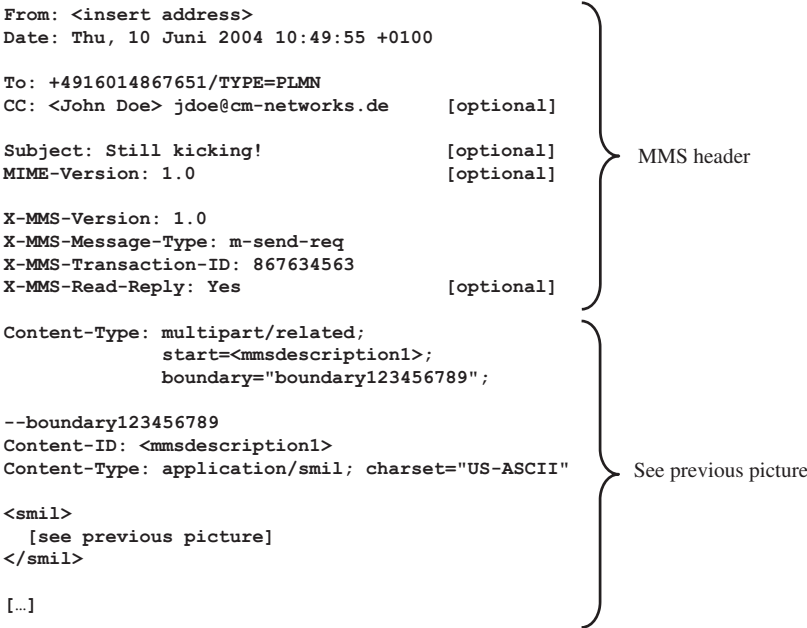 From: <insert address>
Date: Thu, 10 Juni 2004 10:49:55 +0100
To: +4916014867651/TYPE=PLMN
CC: <John Doe> jdoe@cm-networks.de [optional]
Subject: Still kicking! [optional]
MIME-Version: 1.0 [optional]
MMS header
X-MMS-Version: 1.0
X-MMS-Message-Type: m-send-req
X-MMS-Transaction-ID: 867634563
X-MMS-Read-Reply: Yes [optional]
Content-Type: multipart/related;
start=<mmsdescription1>;
boundary="boundary123456789";
--boundary123456789
Content-ID: <mmsdescription1>
Content-Type: application/smil; charset="US-ASCII"
See previous picture
<smil>
[see previous picture]
</smil>
[…]